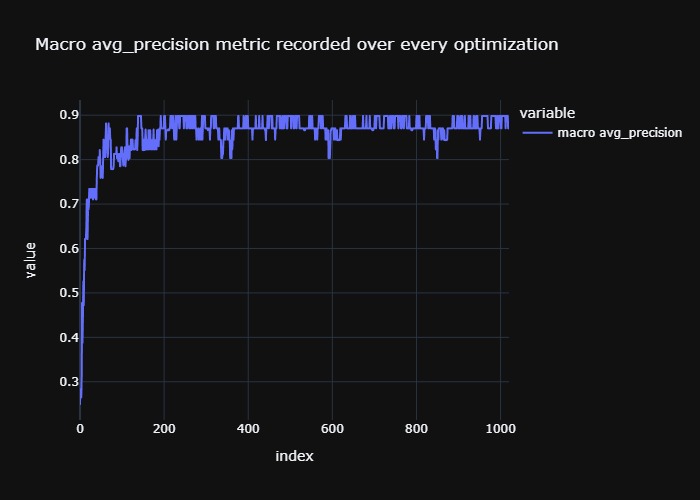 Macro avg_precision metric recorded over every optimization
variable
macro avg_precision
value
0.9
0.8
0.7
0.6
0.5
0.4
0.3
0
200
400
600
800
1000
index